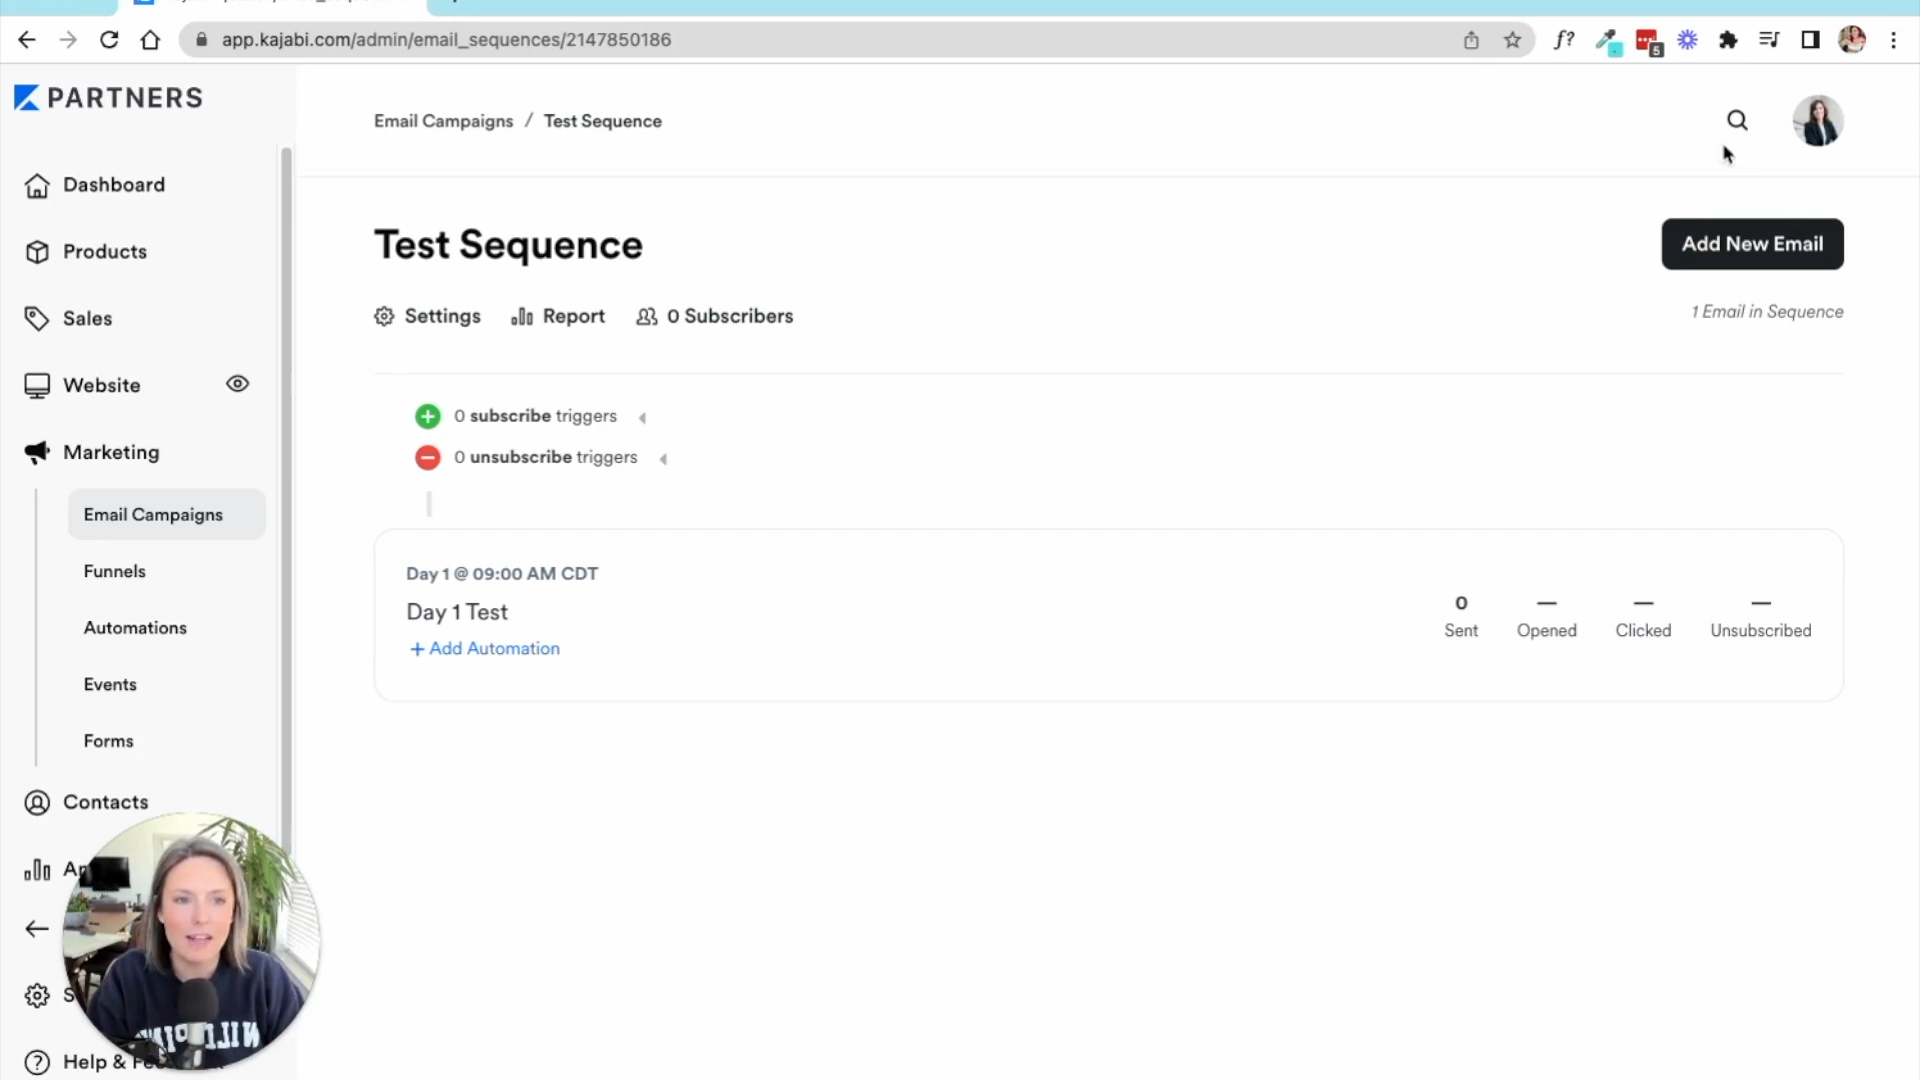 app.kajabi.com/admin/email_sequences/2147850186
f?
5
PARTNERS
Email Campaigns / Test Sequence
Dashboard
Products
Sales
Website
Marketing
Email Campaigns
Funnels
Automations
Events
Forms
Contacts
Help &
Test Sequence
Add New Email
Settings
Report
0 Subscribers
1 Email in Sequence
0 subscribe triggers
0 unsubscribe triggers
Day 1 @ 09:00 AM CDT
Day 1 Test
+ Add Automation
0
—
—
—
Sent
Opened
Clicked
Unsubscribed